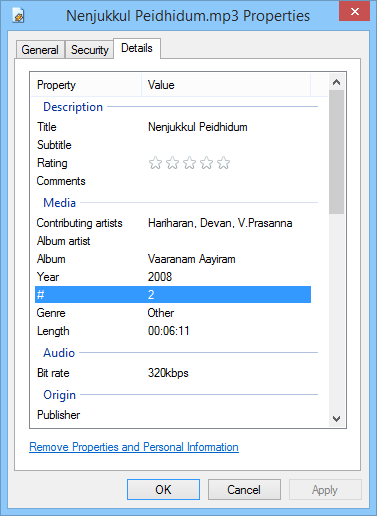 Nenjukkul Peidhidum.mp3 Properties
General Security Details
Property Value
Description
Title Nenjukkul Peidhidum
Subtitle
Rating
Comments
Media
Contributing artists Hariharan, Devan, V.Prasanna
Album artist
Album Vaaranam Aayiram
Year 2008
# 2
Genre Other
Length 00:06:11
Audio
Bit rate 320kbps
Origin
Publisher
Remove Properties and Personal Information
OK Cancel Apply